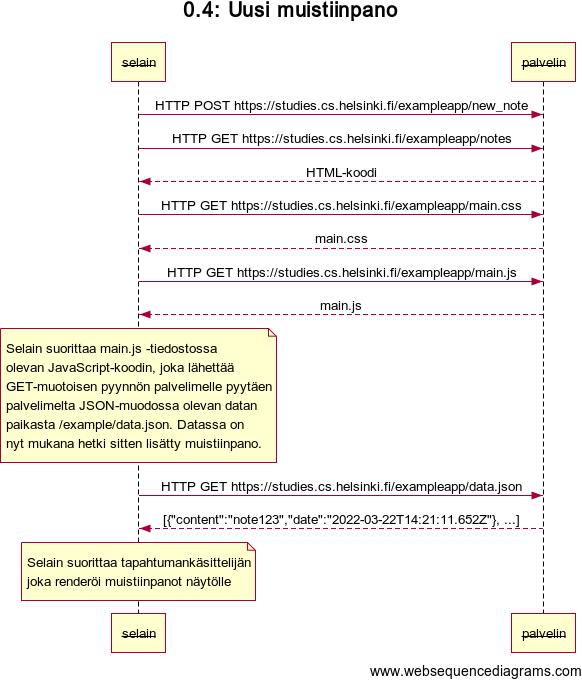 0.4: Uusi muistiinpano
selain
palvelin
HTTP POST https://studies.cs.helsinki.fi/exampleapp/new_note
HTTP GET https://studies.cs.helsinki.fi/exampleapp/notes
HTML-koodi
HTTP GET https://studies.cs.helsinki.fi/exampleapp/main.css
main.css
HTTP GET https://studies.cs.helsinki.fi/exampleapp/main.js
main.js
Selain suorittaa main.js -tiedostossa
olevan JavaScript-koodin, joka lähettää
GET-muotoisen pyynnön palvelimelle pyytäen
palvelimelta JSON-muodossa olevan datan
paikasta /example/data.json. Datassa on
nyt mukana hetki sitten lisätty muistiinpano.
HTTP GET https://studies.cs.helsinki.fi/exampleapp/data.json
[{"content":"note123","date":"2022-03-22T14:21:11.652Z"}, ...]
Selain suorittaa tapahtumankäsittelijän
joka renderöi muistiinpanot näytölle
selain
palvelin
www.websequencediagrams.com